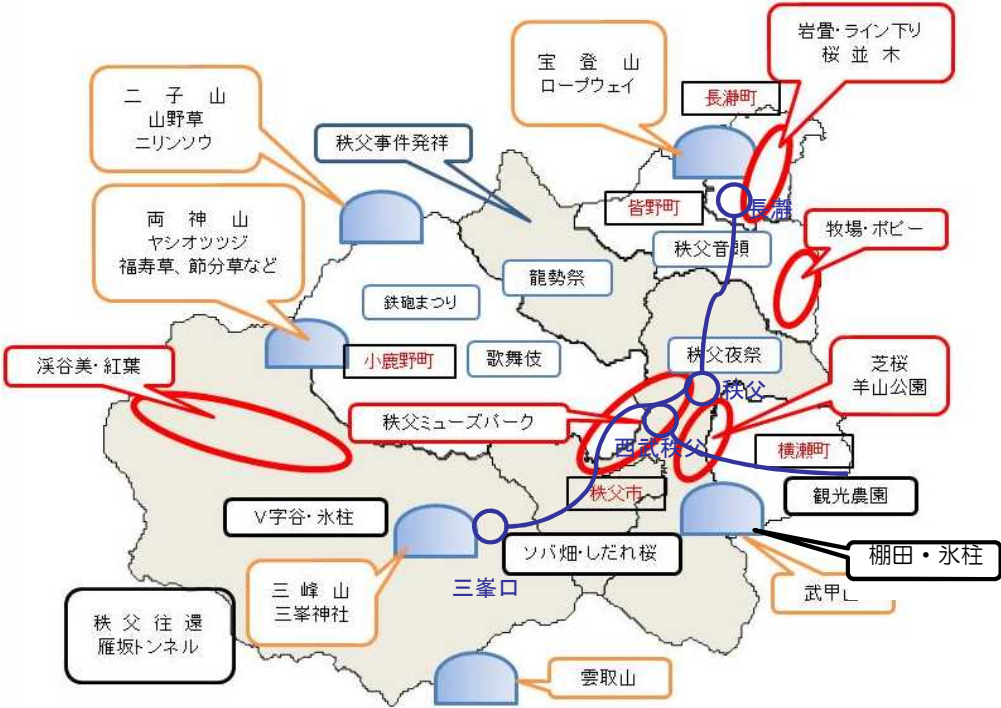 岩畳・ライン下り
桜並木
宝登山
ロープウェイ
長瀞町
二子山
山野草
ニリンソウ
秩父事件発祥
皆野町
長瀞
両神山
ヤシオツツジ
福寿草、節分草など
秩父音頭
牧場・ポピー
龍勢祭
鉄砲まつり
渓谷美・紅葉
小鹿野町
歌舞伎
秩父夜祭
芝桜
羊山公園
秩父
秩父ミューズパーク
西武秩父
横瀬町
秩父市
観光農園
V字谷・氷柱
ソバ畑・しだれ桜
棚田・氷柱
三峰山
三峯神社
三峯口
武甲
秩父往還
雁坂トンネル
雲取山